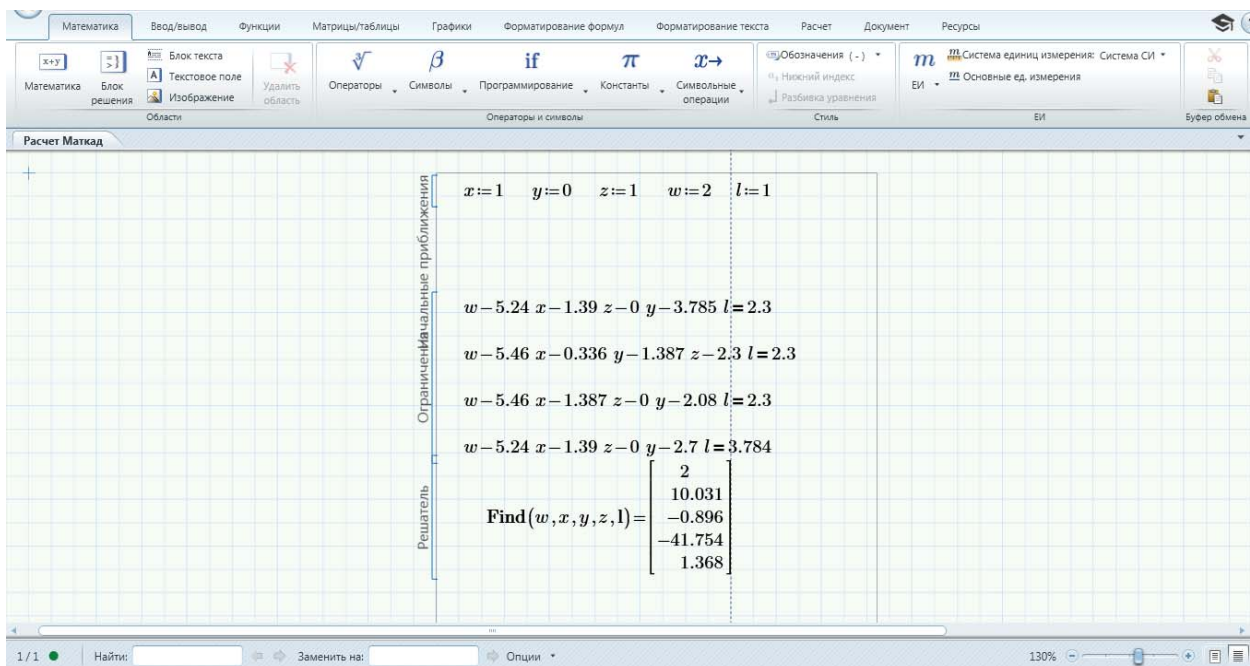 Математика Ввод/вывод Функции Матрицы/таблицы Графики Форматирование формул Форматирование текста Расчет Документ Ресурсы
Математика
Блок решения
Блок текста
Текстовое поле
Изображение
Удалить область
Области
Операторы
β Символы
if Программирование
π Константы
x→ Символьные операции
Операторы и символы
Обозначения (-)
Нижний индекс
Разбивка уравнения
Стиль
m ЕИ
Система единиц измерения: Система СИ
Основные ед. измерения
ЕИ
Буфер обмена
Расчет Маткад
Начальные приближения
x:=1 y:=0 z:=1 w:=2 l:=1
Ограничения
w−5.24 x−1.39 z−0 y−3.785 l=2.3
w−5.46 x−0.336 y−1.387 z−2.3 l=2.3
w−5.46 x−1.387 z−0 y−2.08 l=2.3
w−5.24 x−1.39 z−0 y−2.7 l=3.784
Решатель
Find(w,x,y,z,l)=
2
10.031
−0.896
−41.754
1.368
1/1 Найти: Заменить на: Опции 130%